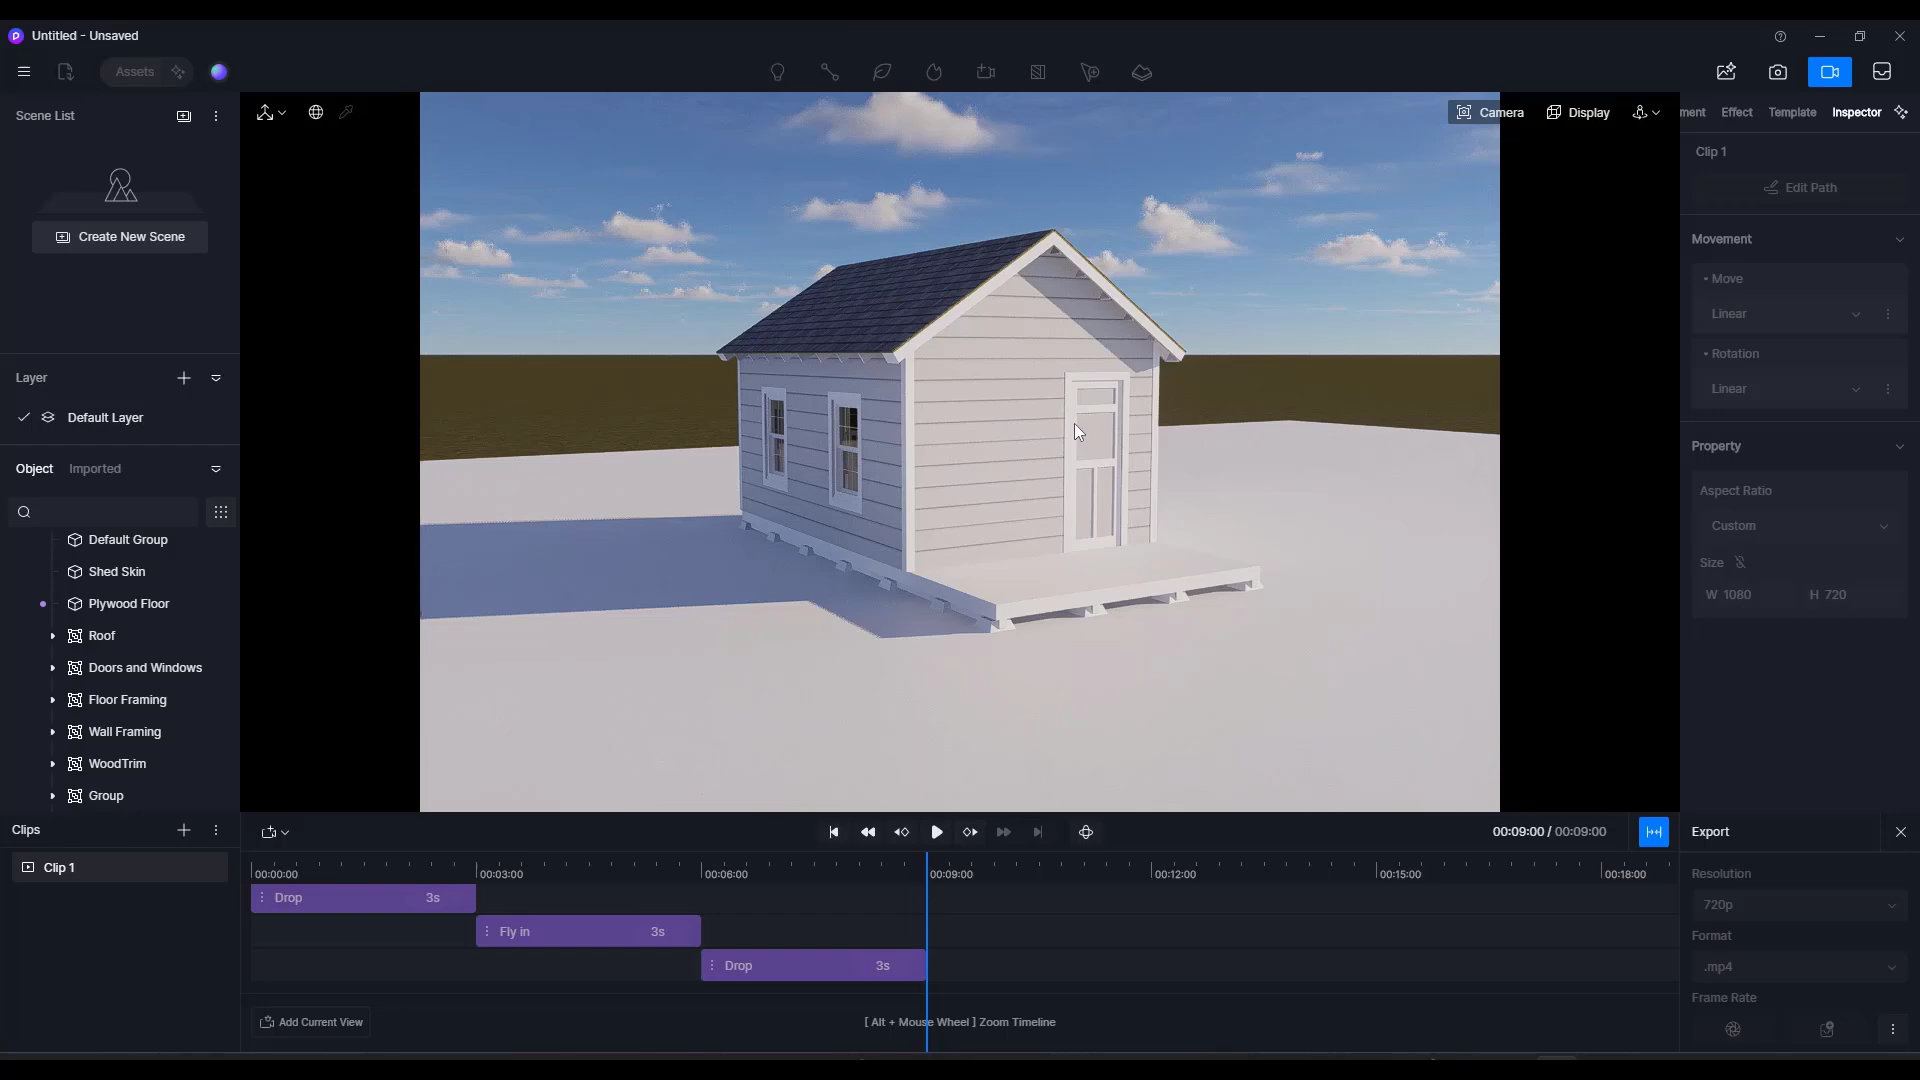 Untitled - Unsaved
Assets
Scene List
Create New Scene
Layer
Default Layer
Object Imported
Default Group
Shed Skin
Plywood Floor
Roof
Doors and Windows
Floor Framing
Wall Framing
WoodTrim
Group
Camera Display
ment Effect Template Inspector
Clip 1
Edit Path
Movement
• Move
Linear
• Rotation
Linear
Property
Aspect Ratio
Custom
Size
W 1080 H 720
Clips
Clip 1
00:09:00 / 00:09:00
00:00:00 00:03:00 00:06:00 00:09:00 00:12:00 00:15:00 00:18:00
Drop 3s
Fly in 3s
Drop 3s
Add Current View
[ Alt + Mouse Wheel ] Zoom Timeline
Export
Resolution
720p
Format
.mp4
Frame Rate